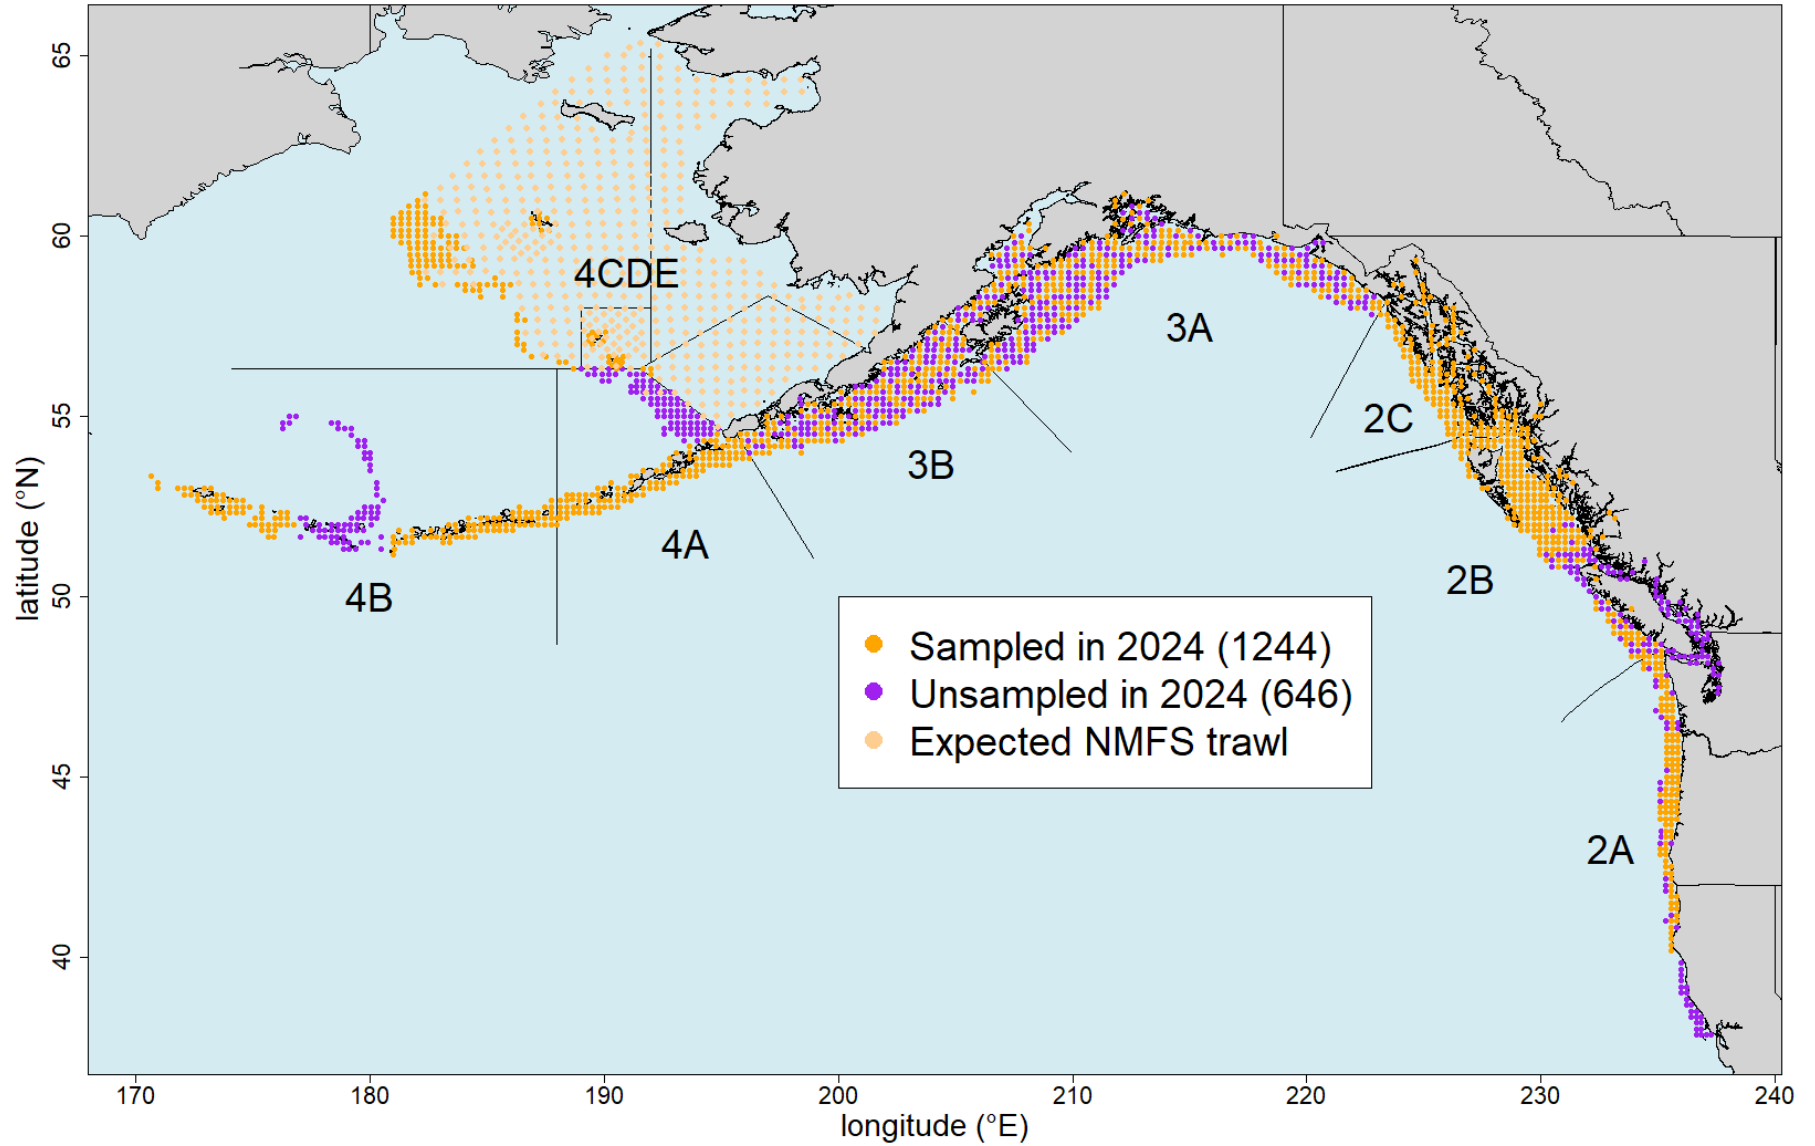 65
60
55
50
45
40
latitude (°N)
4CDE
3A
2C
3B
4A
2B
4B
2A
Sampled in 2024 (1244)
Unsampled in 2024 (646)
Expected NMFS trawl
170
180
190
200
210
220
230
240
longitude (°E)